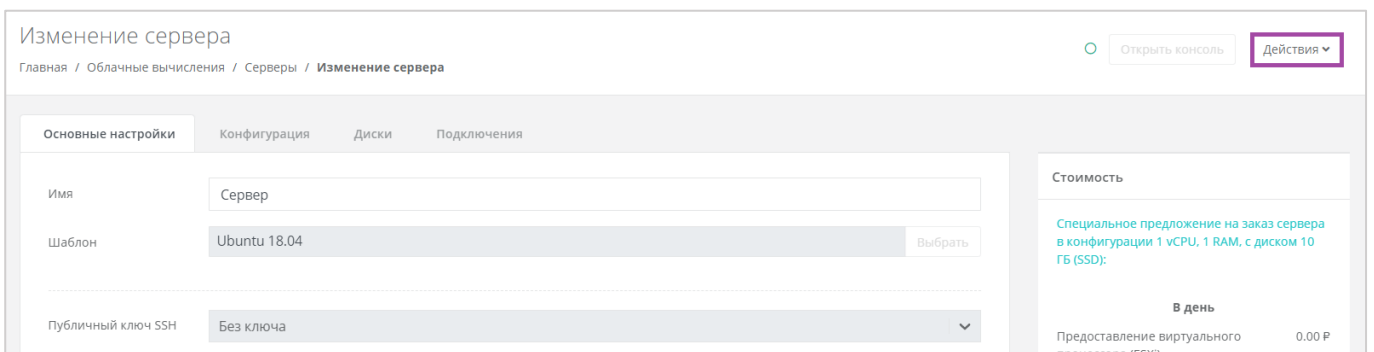 Изменение сервера
Главная / Облачные вычисления / Серверы / Изменение сервера
Открыть консоль
Действия
Основные настройки
Конфигурация
Диски
Подключения
Имя
Сервер
Шаблон
Ubuntu 18.04
Выбрать
Публичный ключ SSH
Без ключа
Стоимость
Специальное предложение на заказ сервера
в конфигурации 1 vCPU, 1 RAM, с диском 10
ГБ (SSD):
В день
Предоставление виртуального
0.00 ₽